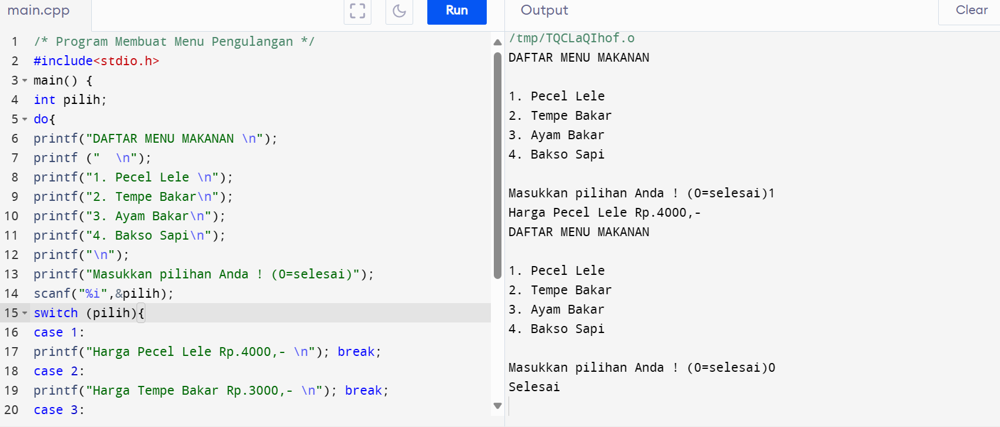 main.cpp
Run
Output
Clear
1 /* Program Membuat Menu Pengulangan */
2 #include<stdio.h>
3 main() {
4 int pilih;
5 do{
6 printf("DAFTAR MENU MAKANAN \n");
7 printf ("  \n");
8 printf("1. Pecel Lele \n");
9 printf("2. Tempe Bakar\n");
10 printf("3. Ayam Bakar\n");
11 printf("4. Bakso Sapi\n");
12 printf("\n");
13 printf("Masukkan pilihan Anda ! (0=selesai)");
14 scanf("%i",&pilih);
15 switch (pilih){
16 case 1:
17 printf("Harga Pecel Lele Rp.4000,- \n"); break;
18 case 2:
19 printf("Harga Tempe Bakar Rp.3000,- \n"); break;
20 case 3:
/tmp/TQCLaQIhof.o
DAFTAR MENU MAKANAN
1. Pecel Lele
2. Tempe Bakar
3. Ayam Bakar
4. Bakso Sapi
Masukkan pilihan Anda ! (0=selesai)1
Harga Pecel Lele Rp.4000,-
DAFTAR MENU MAKANAN
1. Pecel Lele
2. Tempe Bakar
3. Ayam Bakar
4. Bakso Sapi
Masukkan pilihan Anda ! (0=selesai)0
Selesai